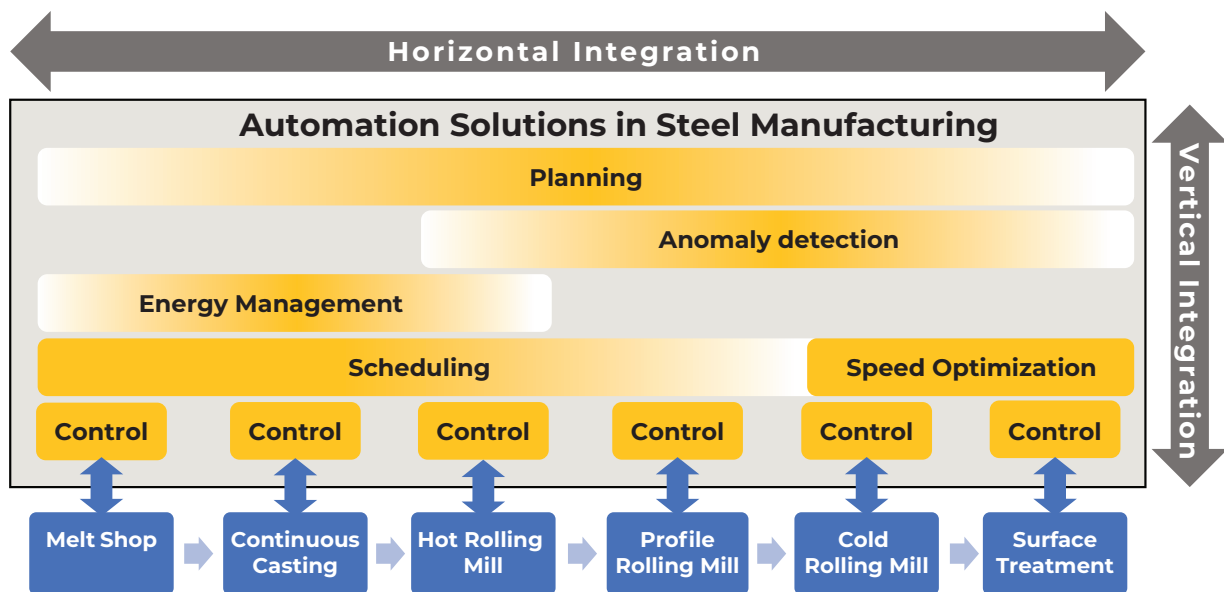 Horizontal Integration
Automation Solutions in Steel Manufacturing
Planning
Anomaly detection
Energy Management
Scheduling
Speed Optimization
Control
Control
Control
Control
Control
Control
Vertical Integration
Melt Shop
Continuous
Casting
Hot Rolling
Mill
Profile
Rolling Mill
Cold
Rolling Mill
Surface
Treatment